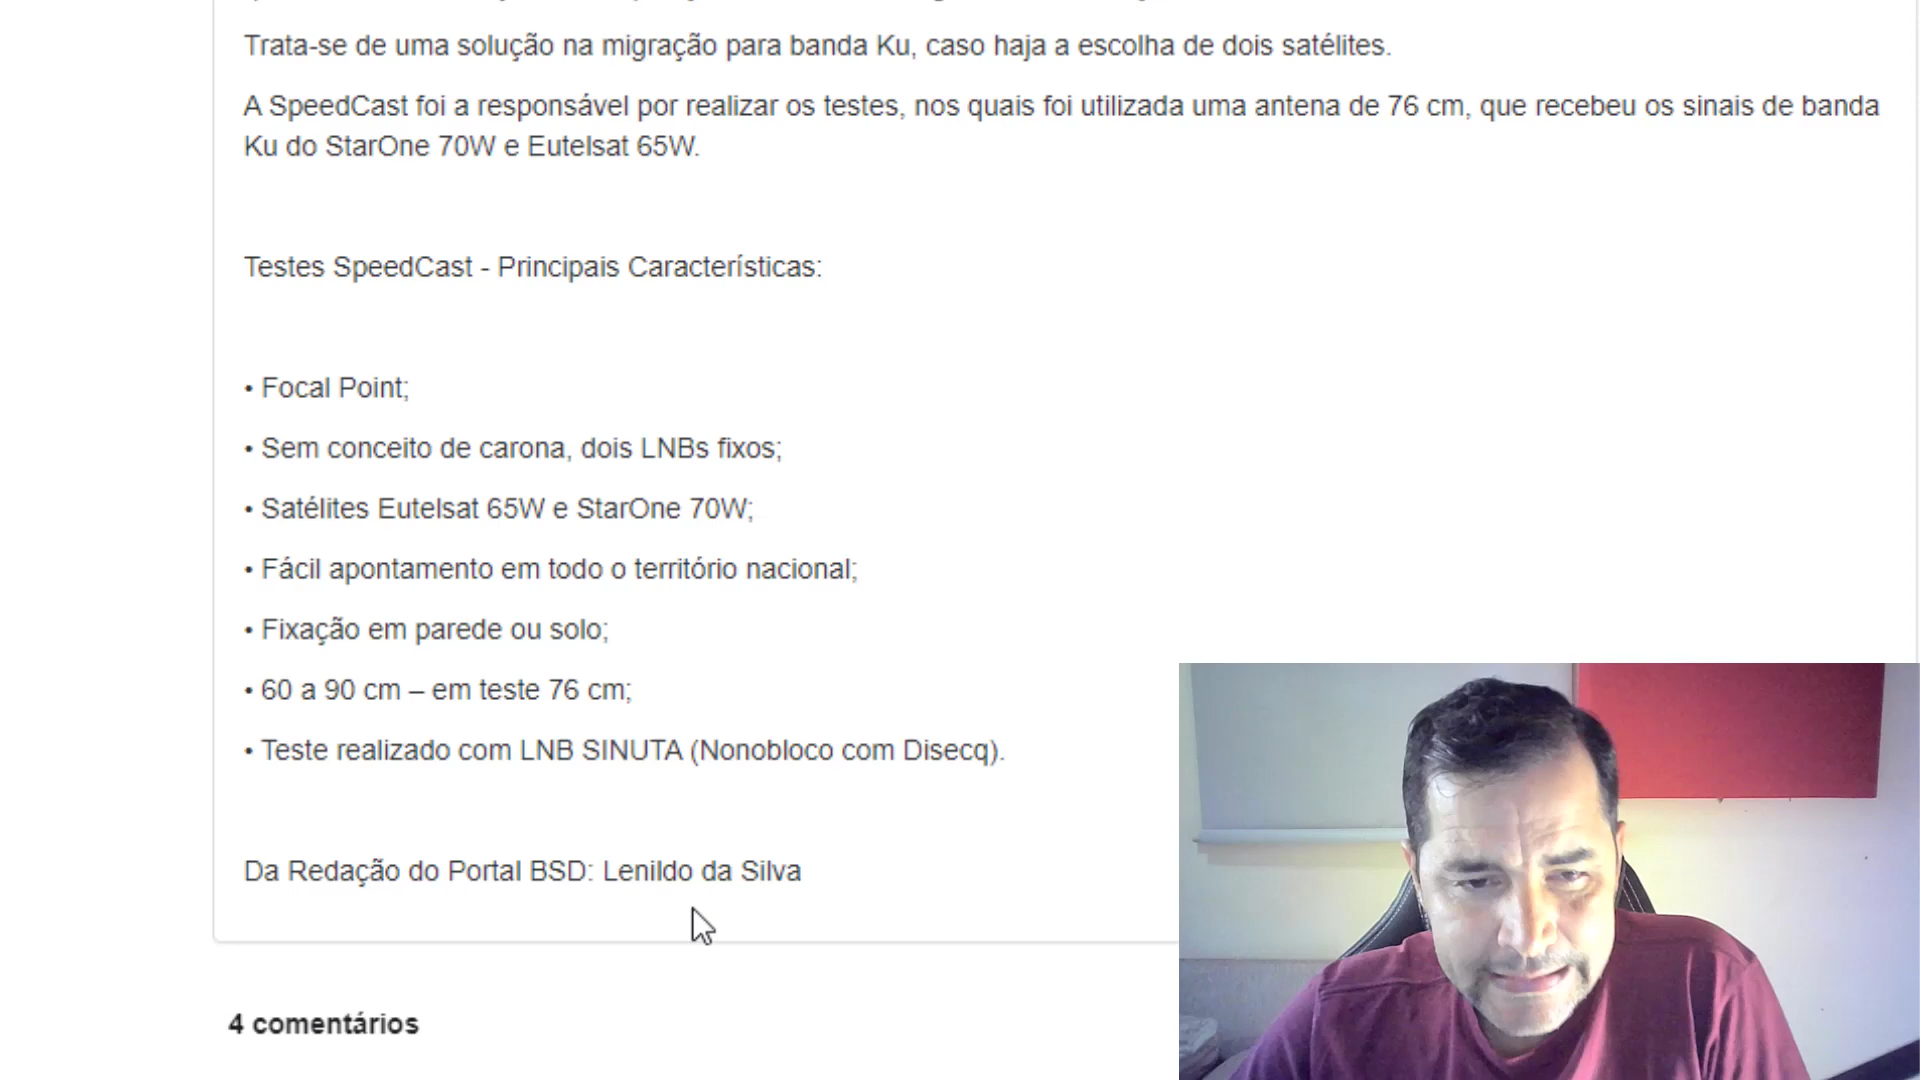 Trata-se de uma solução na migração para banda Ku, caso haja a escolha de dois satélites.
A SpeedCast foi a responsável por realizar os testes, nos quais foi utilizada uma antena de 76 cm, que recebeu os sinais de banda
Ku do StarOne 70W e Eutelsat 65W.
Testes SpeedCast - Principais Características:
• Focal Point;
• Sem conceito de carona, dois LNBs fixos;
• Satélites Eutelsat 65W e StarOne 70W;
• Fácil apontamento em todo o território nacional;
• Fixação em parede ou solo;
• 60 a 90 cm – em teste 76 cm;
• Teste realizado com LNB SINUTA (Nonobloco com Disecq).
Da Redação do Portal BSD: Lenildo da Silva
4 comentários